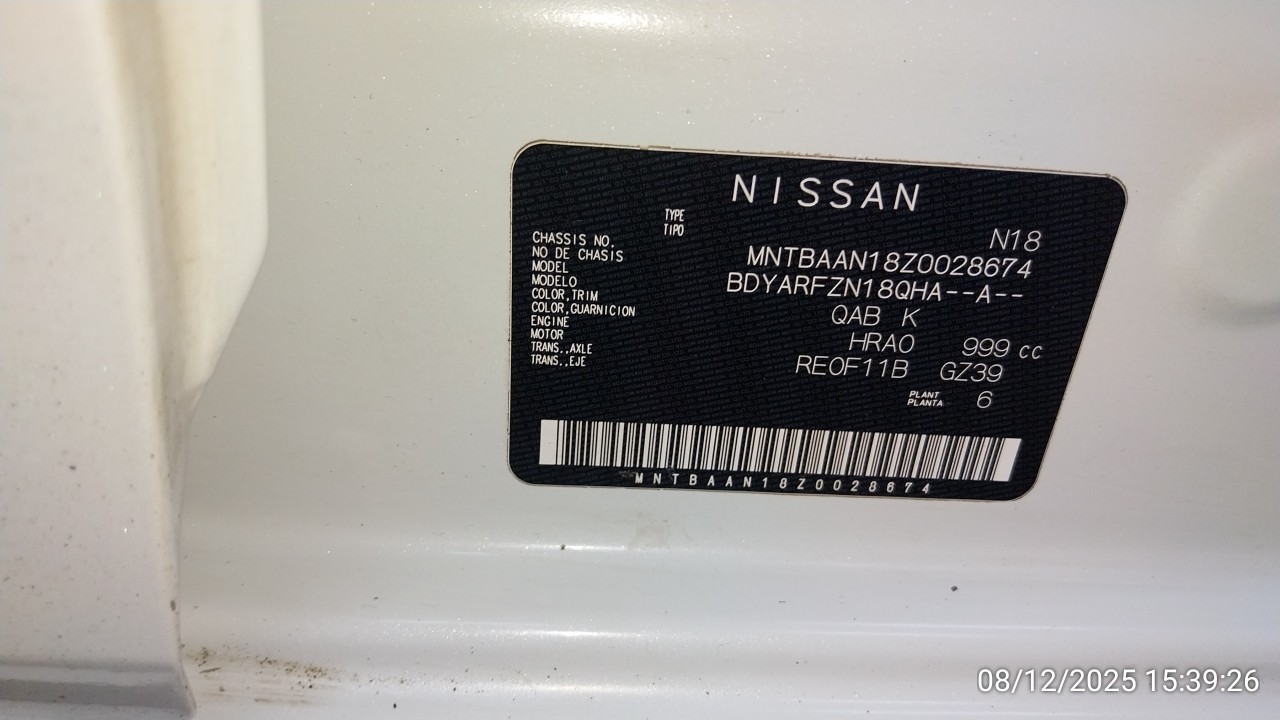 NISSAN
TYPE
TIPO
N18
CHASSIS NO.
NO DE CHASIS
MNTBAAN18Z0028674
MODEL
MODELO
BDYARFZN18QHA--A--
COLOR,TRIM
COLOR,GUARNICION
QAB K
ENGINE
MOTOR
HRA0 999 cc
TRANS.,AXLE
TRANS.,EJE
RE0F11B GZ39
PLANT
PLANTA
6
MNTBAAN18Z0028674
08/12/2025 15:39:26